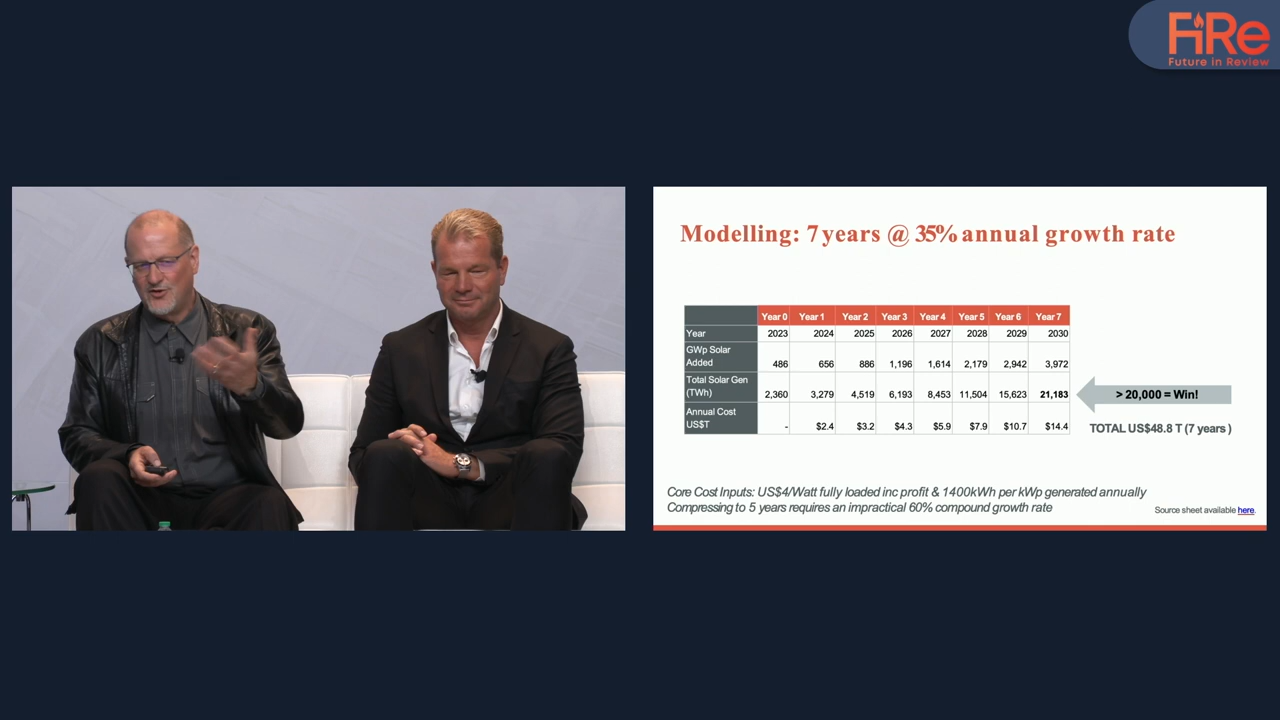 FiRe
Future in Review
Modelling: 7 years @ 35% annual growth rate
Year 0 Year 1 Year 2 Year 3 Year 4 Year 5 Year 6 Year 7
Year 2023 2024 2025 2026 2027 2028 2029 2030
GWp Solar
Added 486 656 886 1,196 1,614 2,179 2,942 3,972
Total Solar Gen
(TWh) 2,360 3,279 4,519 6,193 8,453 11,504 15,623 21,183
Annual Cost
US$T - $2.4 $3.2 $4.3 $5.9 $7.9 $10.7 $14.4
> 20,000 = Win!
TOTAL US$48.8 T (7 years )
Core Cost Inputs: US$4/Watt fully loaded inc profit & 1400kWh per kWp generated annually
Compressing to 5 years requires an impractical 60% compound growth rate
Source sheet available here.